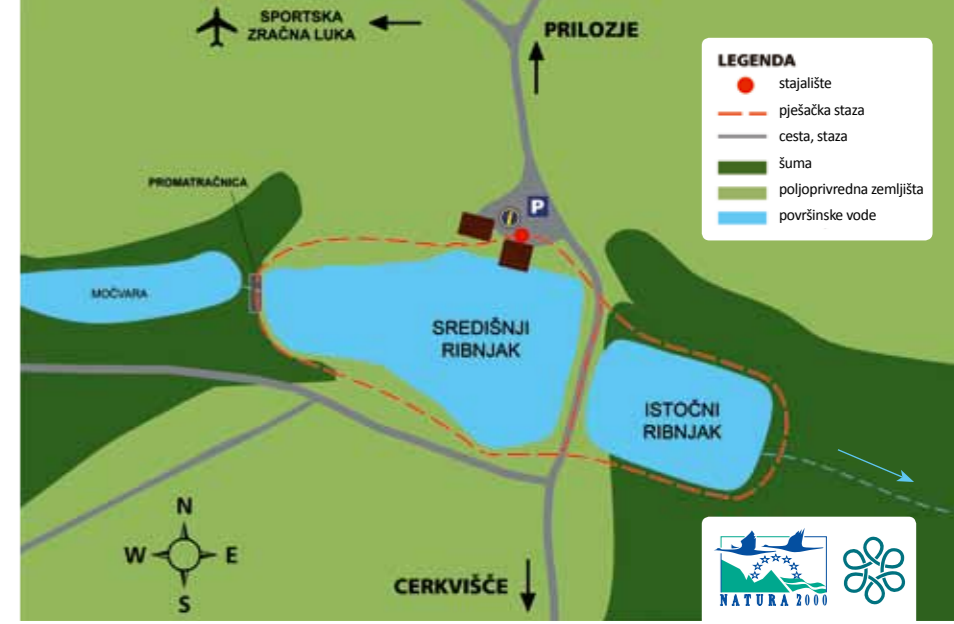 SPORTSKA
ZRAČNA LUKA
PRILOZJE
LEGENDA
stajalište
pješačka staza
cesta, staza
šuma
poljoprivredna zemljišta
površinske vode
PROMATRAČNICA
P
MOČVARA
SREDIŠNJI
RIBNJAK
ISTOČNI
RIBNJAK
N
W E
S
CERKVIŠČE
NATURA 2000